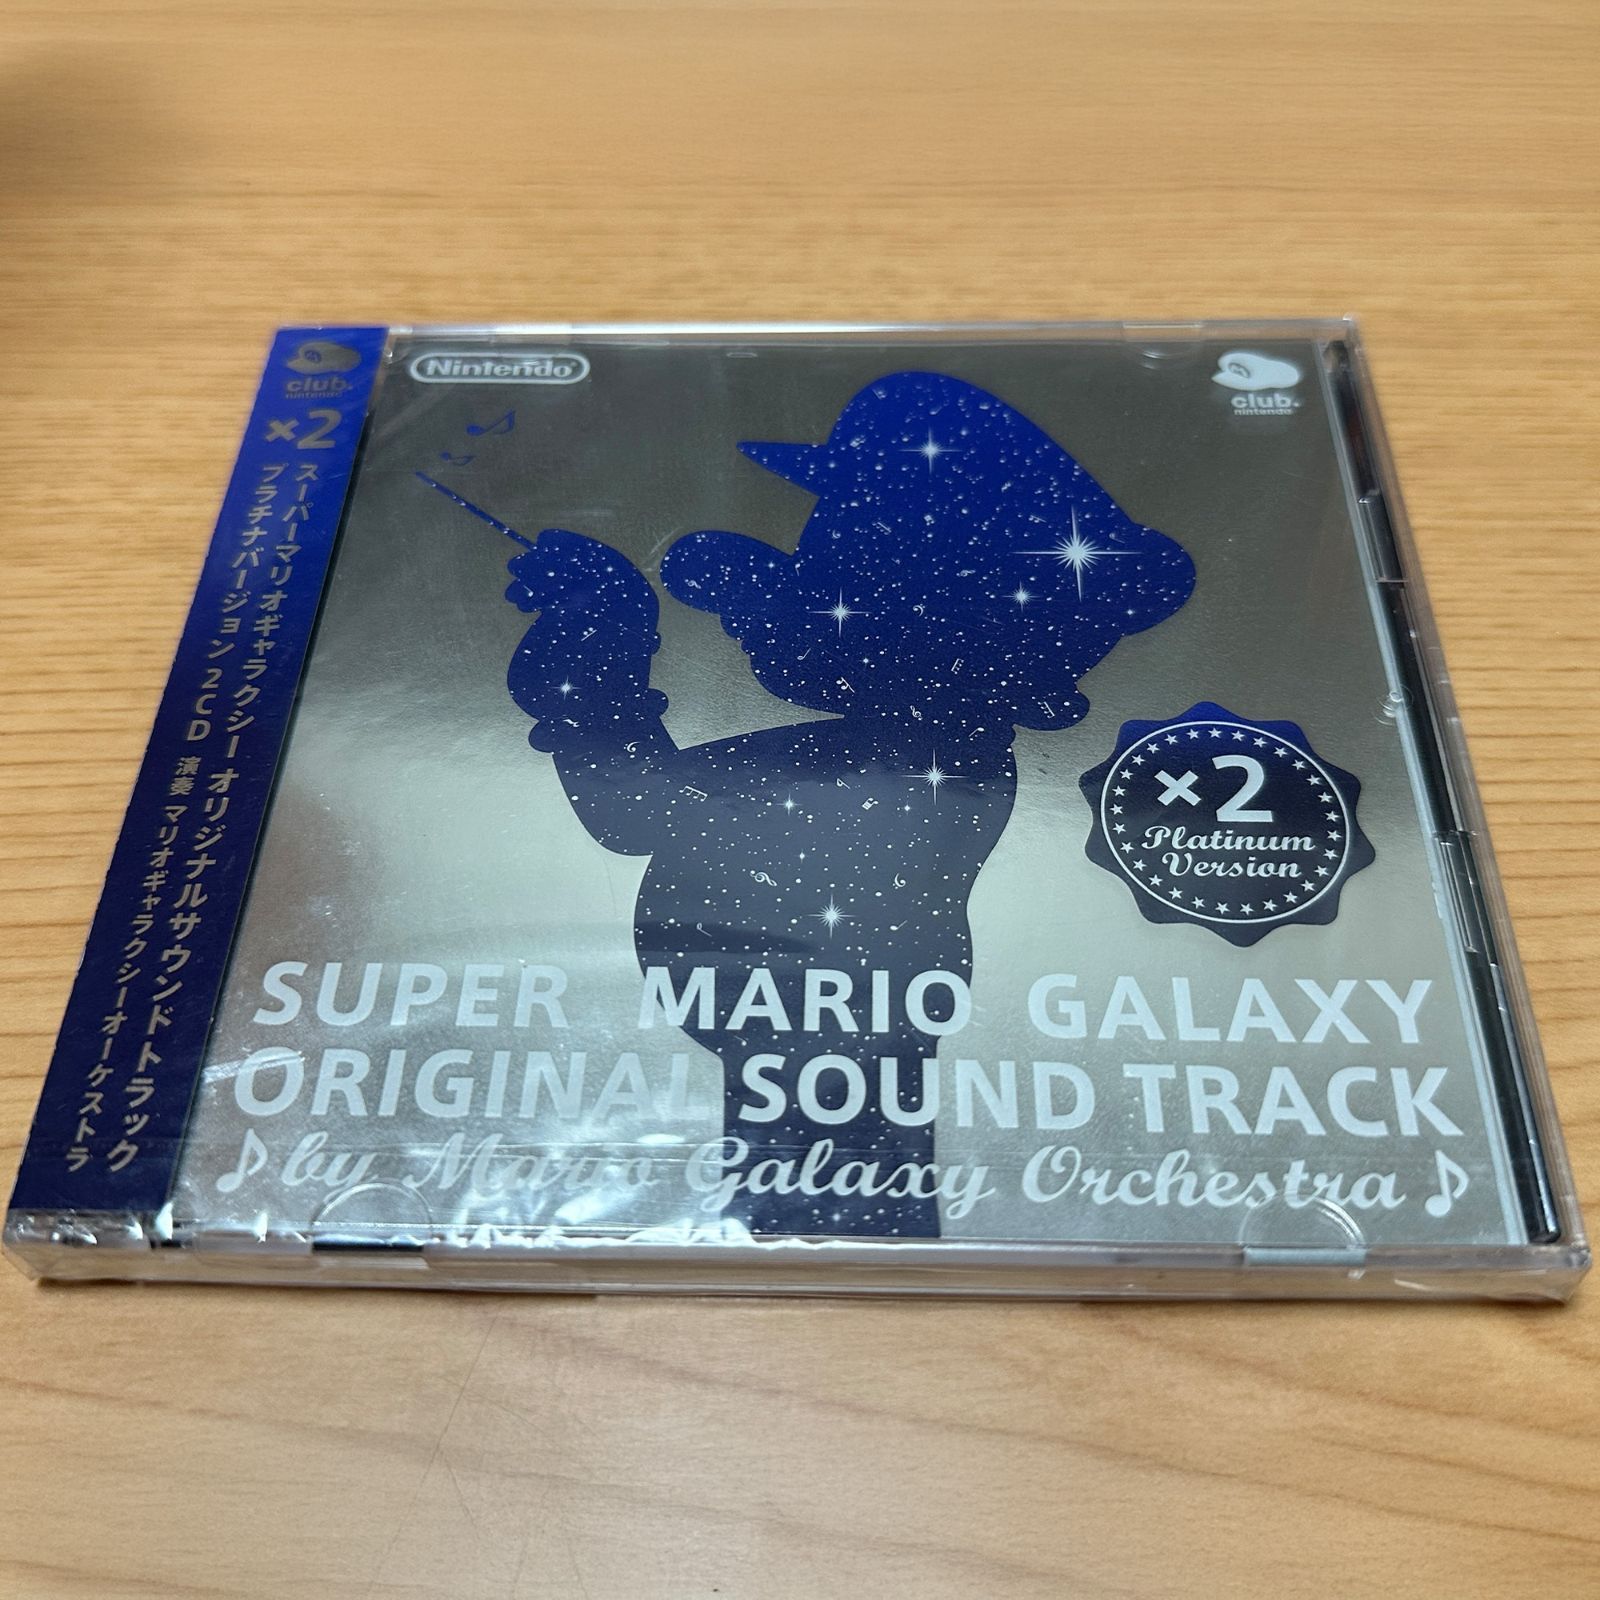 club.
nintendo
×2
スーパーマリオギャラクシー オリジナルサウンドトラック
プラチナバージョン 2CD 演奏 マリオギャラクシーオーケストラ
Nintendo
club.
nintendo
×2
Platinum
Version
SUPER MARIO GALAXY
ORIGINAL SOUND TRACK
♪ by Mario Galaxy Orchestra ♪